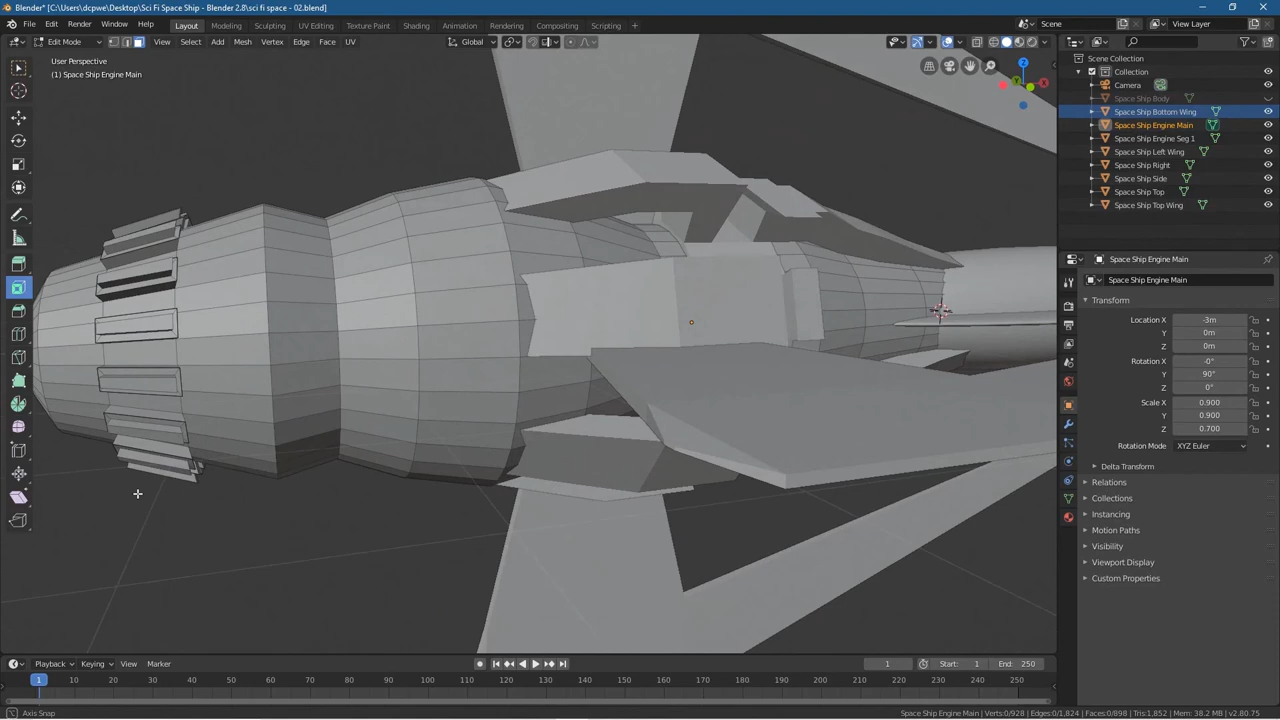 Blender* [C:\Users\dcpwe\Desktop\Sci Fi Space Ship - Blender 2.8\sci fi space - 02.blend]
File Edit Render Window Help Layout Modeling Sculpting UV Editing Texture Paint Shading Animation Rendering Compositing Scripting Scene View Layer
Edit Mode View Select Add Mesh Vertex Edge Face UV Global
User Perspective
(1) Space Ship Engine Main
Z
X
Y
Scene Collection
Collection
Camera
Space Ship Body
Space Ship Bottom Wing
Space Ship Engine Main
Space Ship Engine Seg 1
Space Ship Left Wing
Space Ship Right
Space Ship Side
Space Ship Top
Space Ship Top Wing
Space Ship Engine Main
Space Ship Engine Main
Transform
Location X -3m
Y 0m
Z 0m
Rotation X -0°
Y 90°
Z 0°
Scale X 0.900
Y 0.900
Z 0.700
Rotation Mode XYZ Euler
Delta Transform
Relations
Collections
Instancing
Motion Paths
Visibility
Viewport Display
Custom Properties
Playback Keying View Marker 1 Start: 1 End: 250
1 10 20 30 40 50 60 70 80 90 100 110 120 130 140 150 160 170 180 190 200 210 220 230 240 250
Axis Snap Space Ship Engine Main | Verts:0/928 | Edges:0/1,824 | Faces:0/898 | Tris:1,852 | Mem: 38.2 MB | v2.80.75